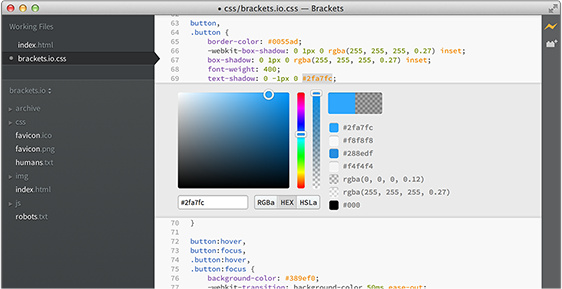 • css/brackets.io.css — Brackets
Working Files
index.html
• brackets.io.css
brackets.io
archive
css
favicon.ico
favicon.png
humans.txt
img
index.html
js
robots.txt
62
63 button,
64 .button {
65 border-color: #0055ad;
66 -webkit-box-shadow: 0 1px 0 rgba(255, 255, 255, 0.27) inset;
67 box-shadow: 0 1px 0 rgba(255, 255, 255, 0.27) inset;
68 font-weight: 400;
69 text-shadow: 0 -1px 0 #2fa7fc;
#2fa7fc
RGBa HEX HSLa
#2fa7fc
#f8f8f8
#288edf
#f4f4f4
rgba(0, 0, 0, 0.12)
rgba(255, 255, 255, 0.27)
#000
70 }
71
72 button:hover,
73 button:focus,
74 .button:hover,
75 .button:focus {
76 background-color: #389ef0;
77 -webkit-transition: background-color 50ms ease-out;